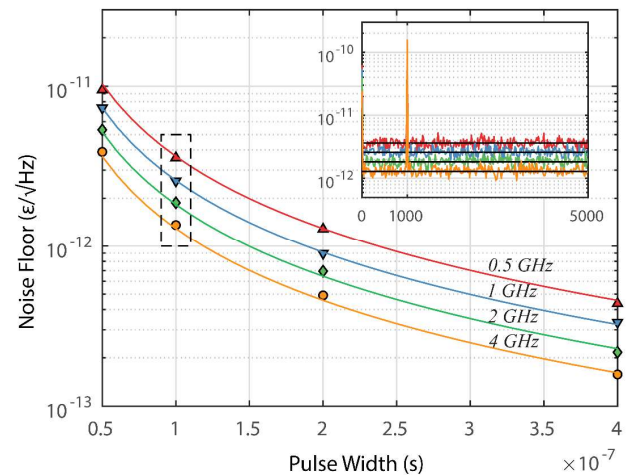 Noise Floor (ε/√Hz)
10⁻¹¹
10⁻¹²
10⁻¹³
10⁻¹⁰
10⁻¹¹
10⁻¹²
0 1000 5000
0.5 GHz
1 GHz
2 GHz
4 GHz
0.5 1 1.5 2 2.5 3 3.5 4
×10⁻⁷
Pulse Width (s)